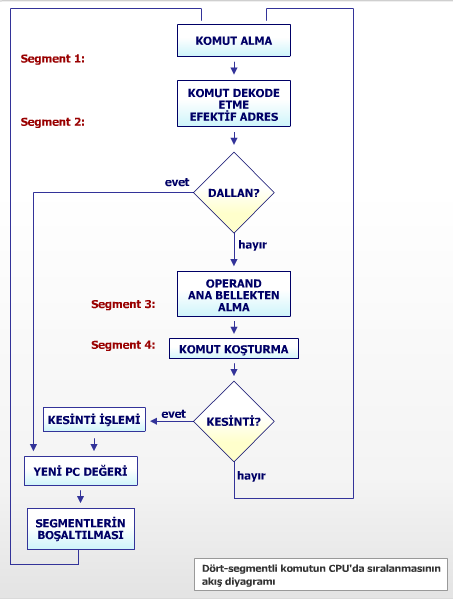 KOMUT ALMA
Segment 1:
KOMUT DEKODE
ETME
EFEKTİF ADRES
Segment 2:
evet
DALLAN?
hayır
OPERAND
ANA BELLEKTEN
ALMA
Segment 3:
Segment 4:
KOMUT KOŞTURMA
KESİNTİ İŞLEMİ
evet
KESİNTİ?
YENİ PC DEĞERİ
hayır
SEGMENTLERİN
BOŞALTILMASI
Dört-segmentli komutun CPU'da sıralanmasının
akış diyagramı